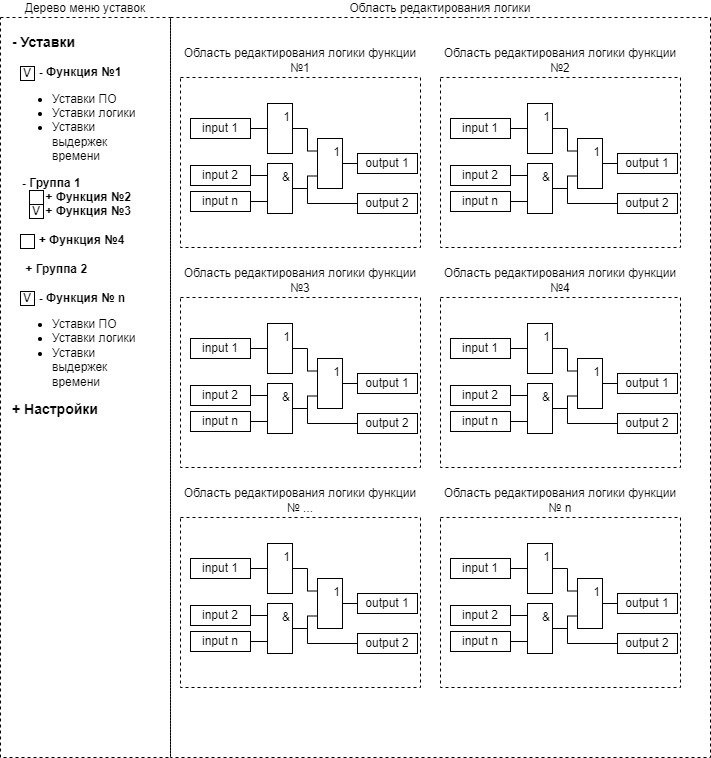 Дерево меню уставок
Область редактирования логики
- Уставки
V - Функция №1
Уставки ПО
Уставки логики
Уставки
выдержек
времени
- Группа 1
+ Функция №2
V + Функция №3
+ Функция №4
+ Группа 2
V - Функция № n
Уставки ПО
Уставки логики
Уставки
выдержек
времени
+ Настройки
Область редактирования логики функции
№1
input 1
1
input 2
&
input n
1
output 1
output 2
Область редактирования логики функции
№2
input 1
1
input 2
&
input n
1
output 1
output 2
Область редактирования логики функции
№3
input 1
1
input 2
&
input n
1
output 1
output 2
Область редактирования логики функции
№4
input 1
1
input 2
&
input n
1
output 1
output 2
Область редактирования логики функции
№ ...
input 1
1
input 2
&
input n
1
output 1
output 2
Область редактирования логики функции
№ n
input 1
1
input 2
&
input n
1
output 1
output 2